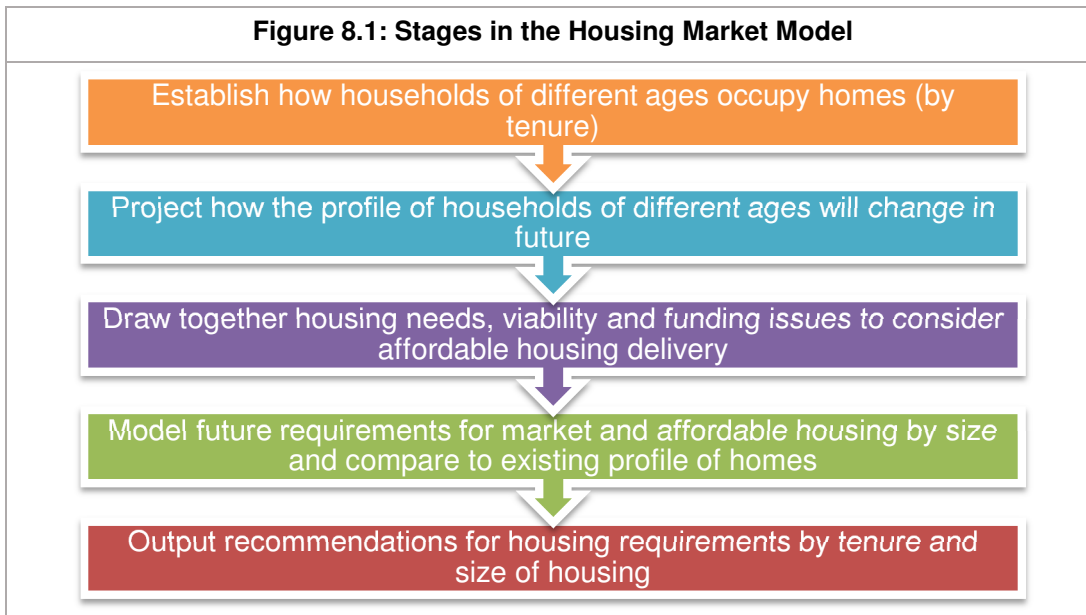 Figure 8.1: Stages in the Housing Market Model
Establish how households of different ages occupy homes (by
tenure)
Project how the profile of households of different ages will change in
future
Draw together housing needs, viability and funding issues to consider
affordable housing delivery
Model future requirements for market and affordable housing by size
and compare to existing profile of homes
Output recommendations for housing requirements by tenure and
size of housing